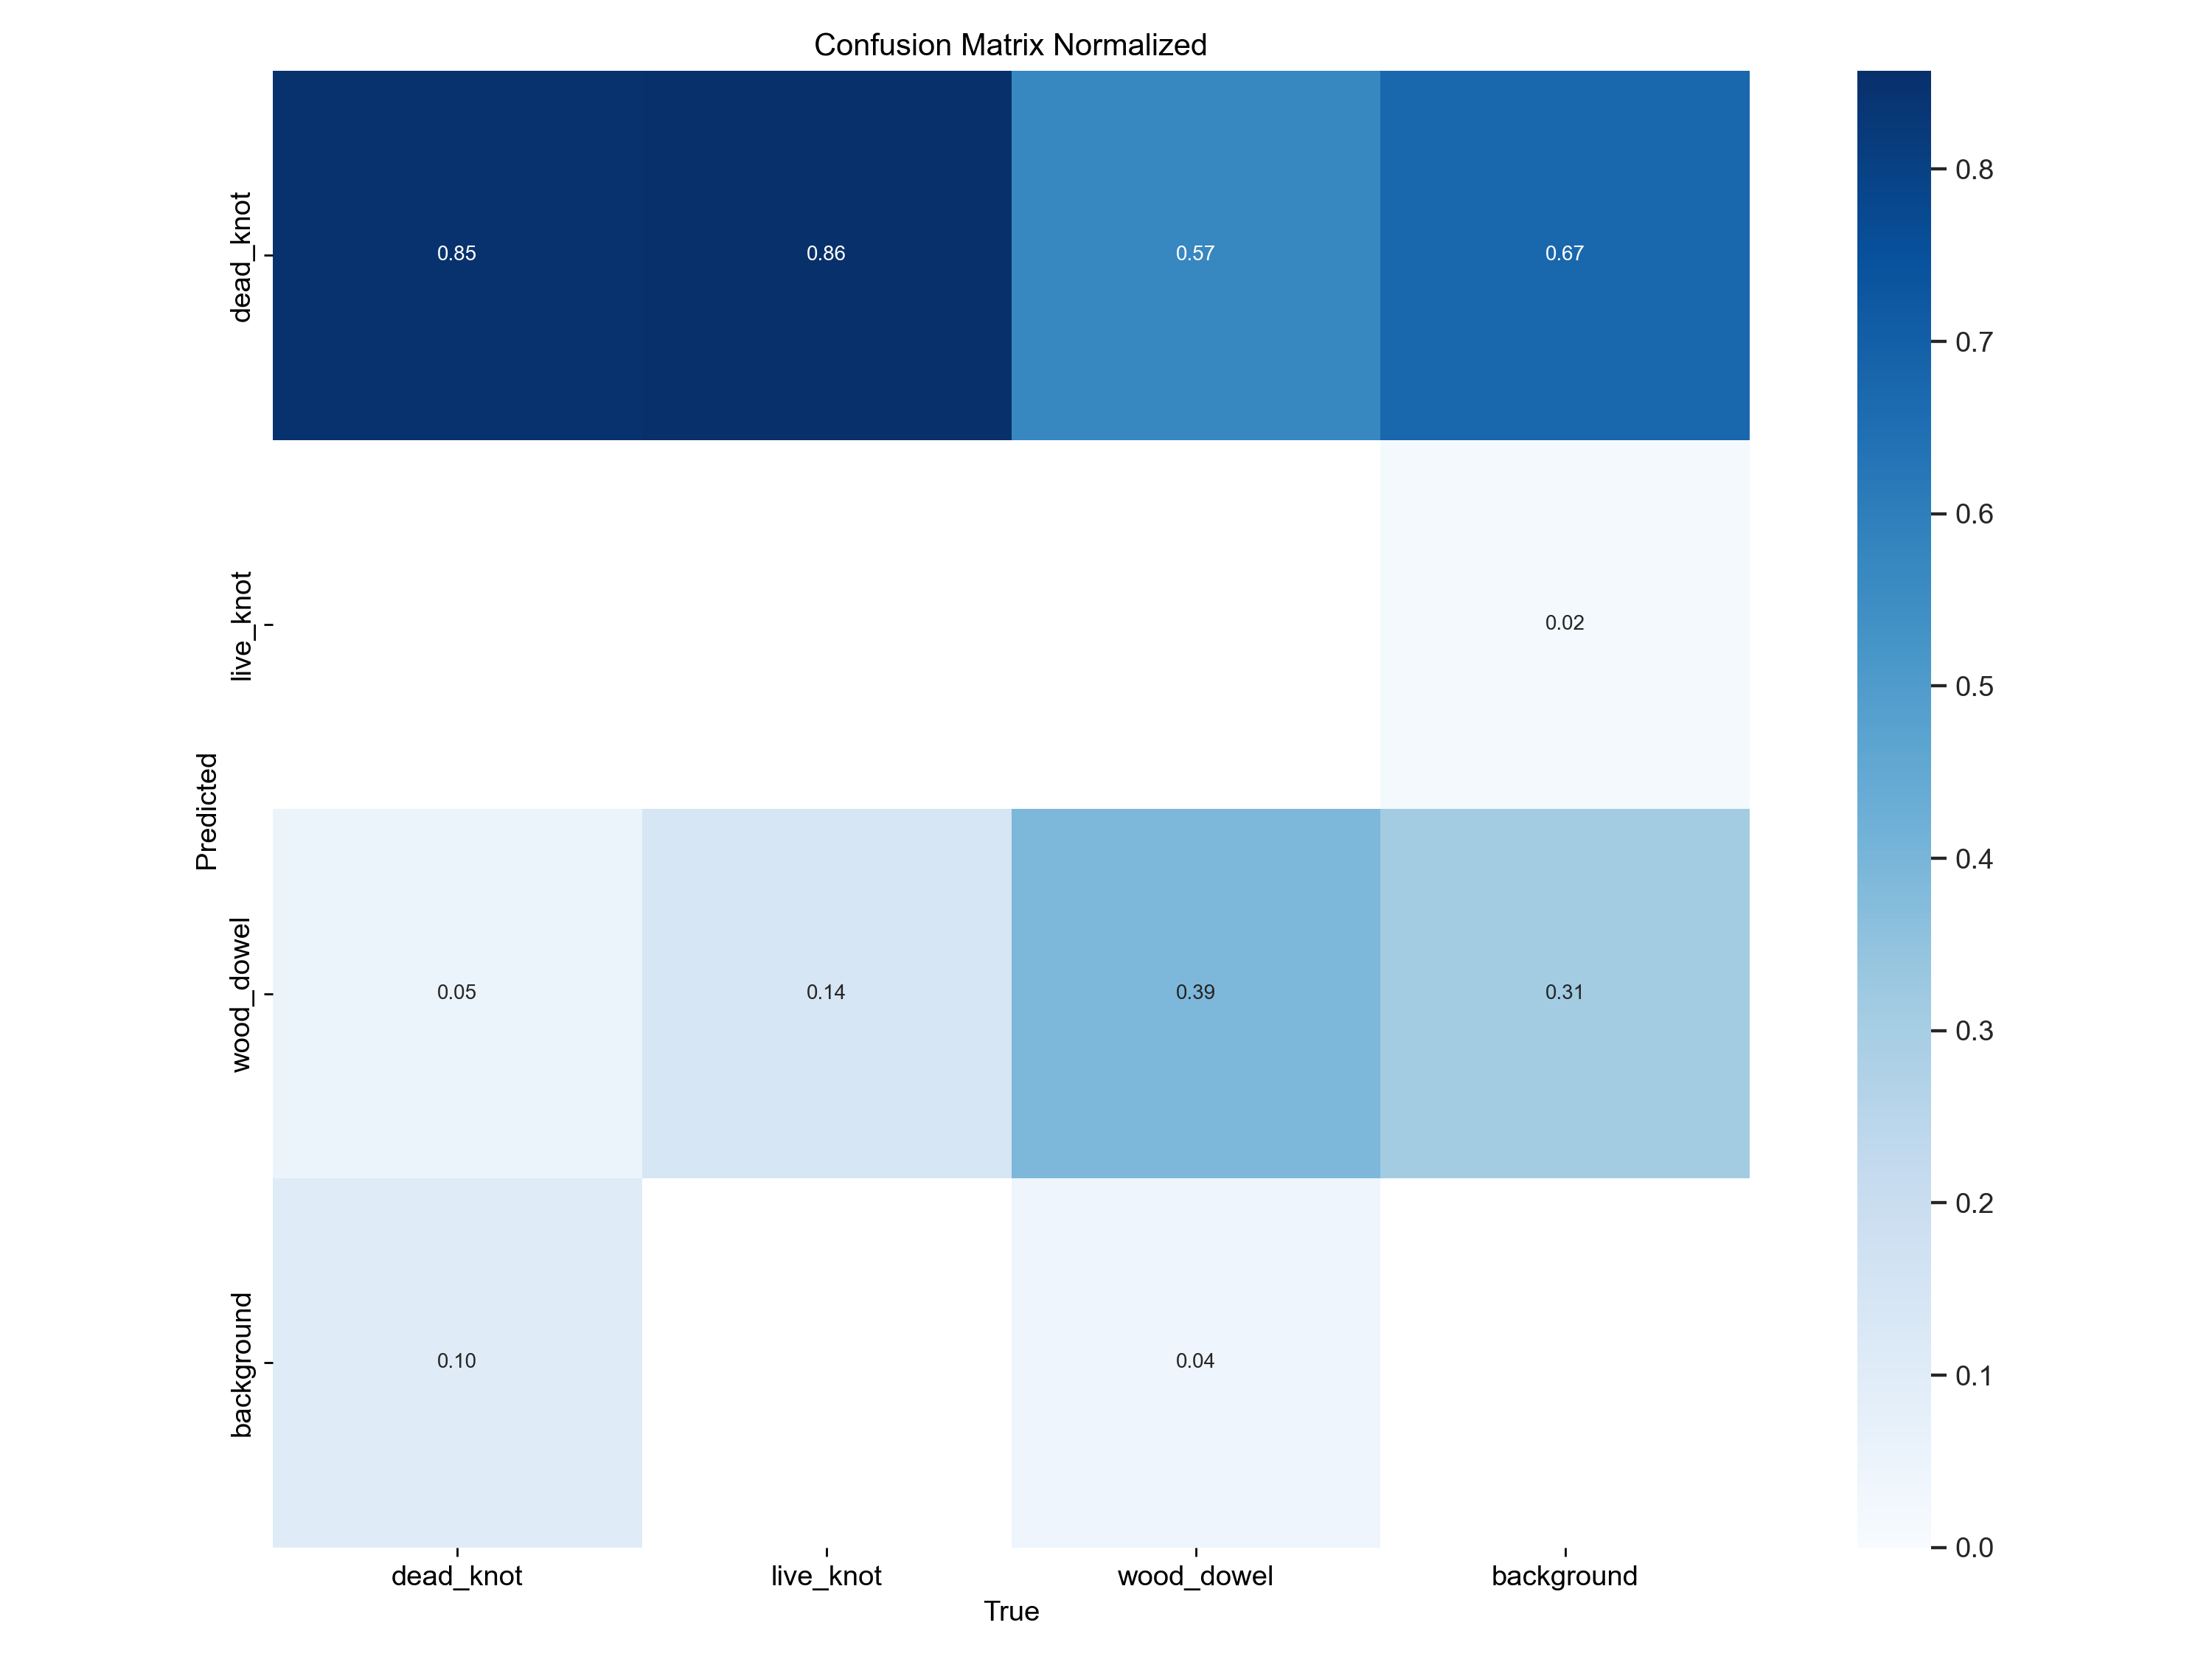 Confusion Matrix Normalized
dead_knot
0.85 0.86 0.57 0.67
live_knot
0.02
wood_dowel
0.05 0.14 0.39 0.31
background
0.10 0.04
Predicted
dead_knot live_knot wood_dowel background
True
0.8
0.7
0.6
0.5
0.4
0.3
0.2
0.1
0.0